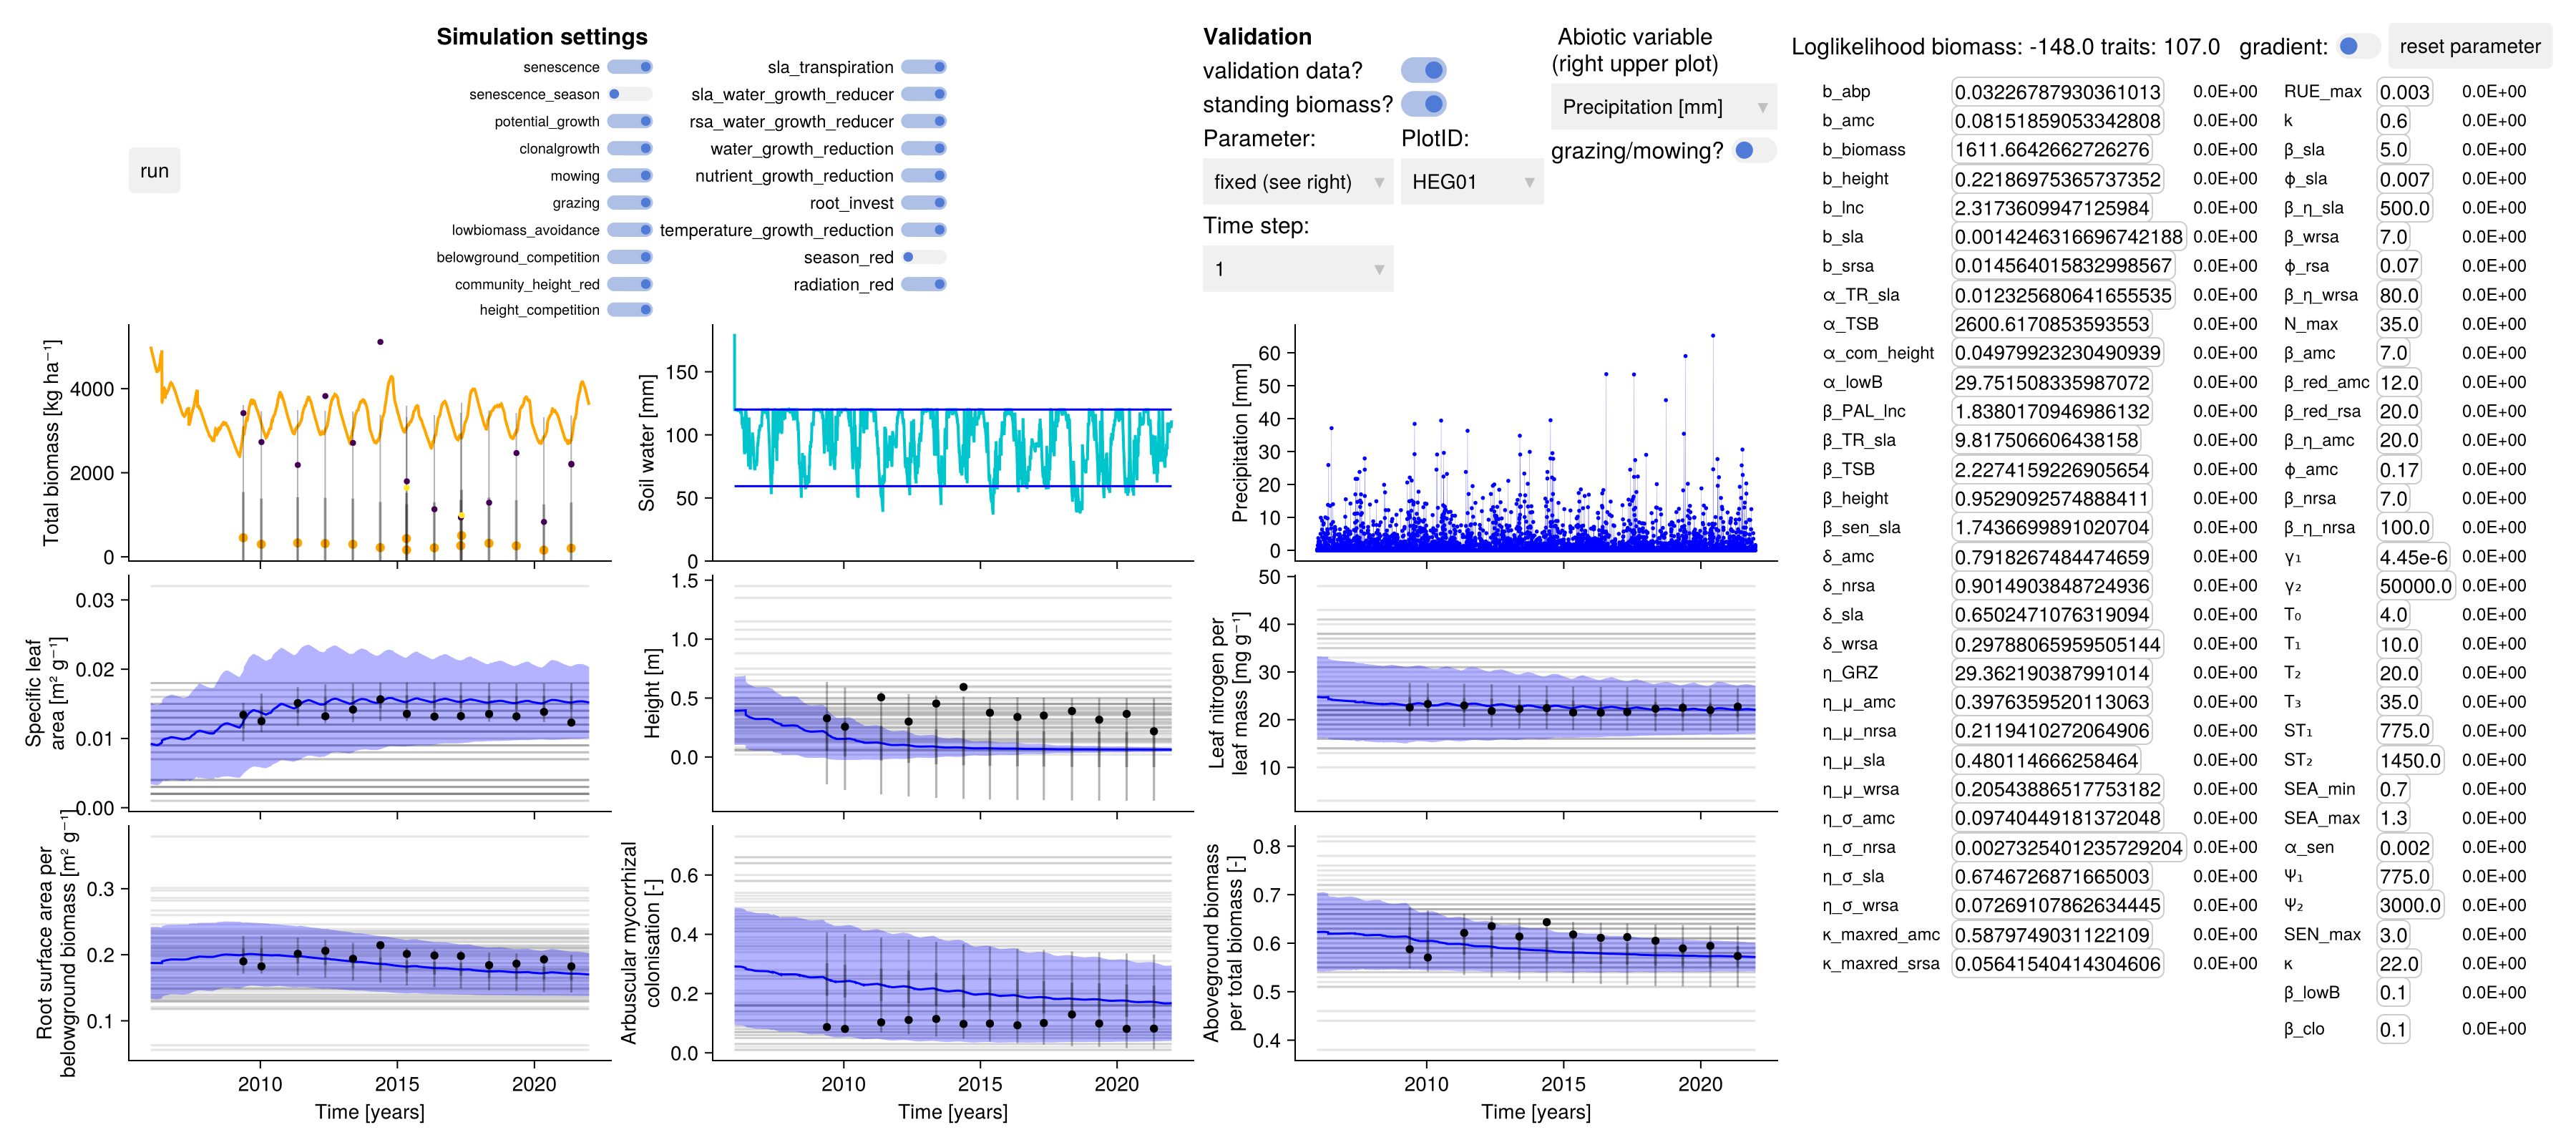 Simulation settings
senescence
senescence_season
potential_growth
clonalgrowth
mowing
grazing
lowbiomass_avoidance
belowground_competition
community_height_red
height_competition
sla_transpiration
sla_water_growth_reducer
rsa_water_growth_reducer
water_growth_reduction
nutrient_growth_reduction
root_invest
temperature_growth_reduction
season_red
radiation_red
run
Validation
validation data?
standing biomass?
Parameter:
fixed (see right)
PlotID:
HEG01
Time step:
1
Abiotic variable
(right upper plot)
Precipitation [mm]
grazing/mowing?
Loglikelihood biomass: -148.0 traits: 107.0
gradient:
reset parameter
b_abp 0.03226787930361013 0.0E+00 RUE_max 0.003 0.0E+00
b_amc 0.08151859053342808 0.0E+00 k 0.6 0.0E+00
b_biomass 1611.6642662726276 0.0E+00 β_sla 5.0 0.0E+00
b_height 0.22186975365737352 0.0E+00 ϕ_sla 0.007 0.0E+00
b_lnc 2.3173609947125984 0.0E+00 β_η_sla 500.0 0.0E+00
b_sla 0.0014246316696742188 0.0E+00 β_wrsa 7.0 0.0E+00
b_srsa 0.014564015832998567 0.0E+00 ϕ_rsa 0.07 0.0E+00
α_TR_sla 0.012325680641655535 0.0E+00 β_η_wrsa 80.0 0.0E+00
α_TSB 2600.6170853593553 0.0E+00 N_max 35.0 0.0E+00
α_com_height 0.04979923230490939 0.0E+00 β_amc 7.0 0.0E+00
α_lowB 29.751508335987072 0.0E+00 β_red_amc 12.0 0.0E+00
β_PAL_lnc 1.8380170946986132 0.0E+00 β_red_rsa 20.0 0.0E+00
β_TR_sla 9.817506606438158 0.0E+00 β_η_amc 20.0 0.0E+00
β_TSB 2.2274159226905654 0.0E+00 ϕ_amc 0.17 0.0E+00
β_height 0.9529092574888411 0.0E+00 β_nrsa 7.0 0.0E+00
β_sen_sla 1.7436699891020704 0.0E+00 β_η_nrsa 100.0 0.0E+00
δ_amc 0.7918267484474659 0.0E+00 γ₁ 4.45e-6 0.0E+00
δ_nrsa 0.9014903848724936 0.0E+00 γ₂ 50000.0 0.0E+00
δ_sla 0.6502471076319094 0.0E+00 T₀ 4.0 0.0E+00
δ_wrsa 0.2978806595950​5144 0.0E+00 T₁ 10.0 0.0E+00
η_GRZ 29.362190387991014 0.0E+00 T₂ 20.0 0.0E+00
η_μ_amc 0.3976359520113063 0.0E+00 T₃ 35.0 0.0E+00
η_μ_nrsa 0.2119410272064906 0.0E+00 ST₁ 775.0 0.0E+00
η_μ_sla 0.480114666258464 0.0E+00 ST₂ 1450.0 0.0E+00
η_μ_wrsa 0.20543886517753182 0.0E+00 SEA_min 0.7 0.0E+00
η_σ_amc 0.09740449181372048 0.0E+00 SEA_max 1.3 0.0E+00
η_σ_nrsa 0.0027325401235729204 0.0E+00 α_sen 0.002 0.0E+00
η_σ_sla 0.6746726871665003 0.0E+00 Ψ₁ 775.0 0.0E+00
η_σ_wrsa 0.07269107862634445 0.0E+00 Ψ₂ 3000.0 0.0E+00
κ_maxred_amc 0.5879749031122109 0.0E+00 SEN_max 3.0 0.0E+00
κ_maxred_srsa 0.05641540414304606 0.0E+00 κ 22.0 0.0E+00
β_lowB 0.1 0.0E+00
β_clo 0.1 0.0E+00
Total biomass [kg ha⁻¹]
4000
2000
0
Soil water [mm]
150
100
50
0
Precipitation [mm]
60
50
40
30
20
10
0
Specific leaf
area [m² g⁻¹]
0.03
0.02
0.01
0.00
Height [m]
1.5
1.0
0.5
0.0
Leaf nitrogen per
leaf mass [mg g⁻¹]
50
40
30
20
10
Root surface area per
belowground biomass [m² g⁻¹]
0.3
0.2
0.1
2010 2015 2020
Time [years]
Arbuscular mycorrhizal
colonisation [-]
0.6
0.4
0.2
0.0
2010 2015 2020
Time [years]
Aboveground biomass
per total biomass [-]
0.8
0.7
0.6
0.5
0.4
2010 2015 2020
Time [years]